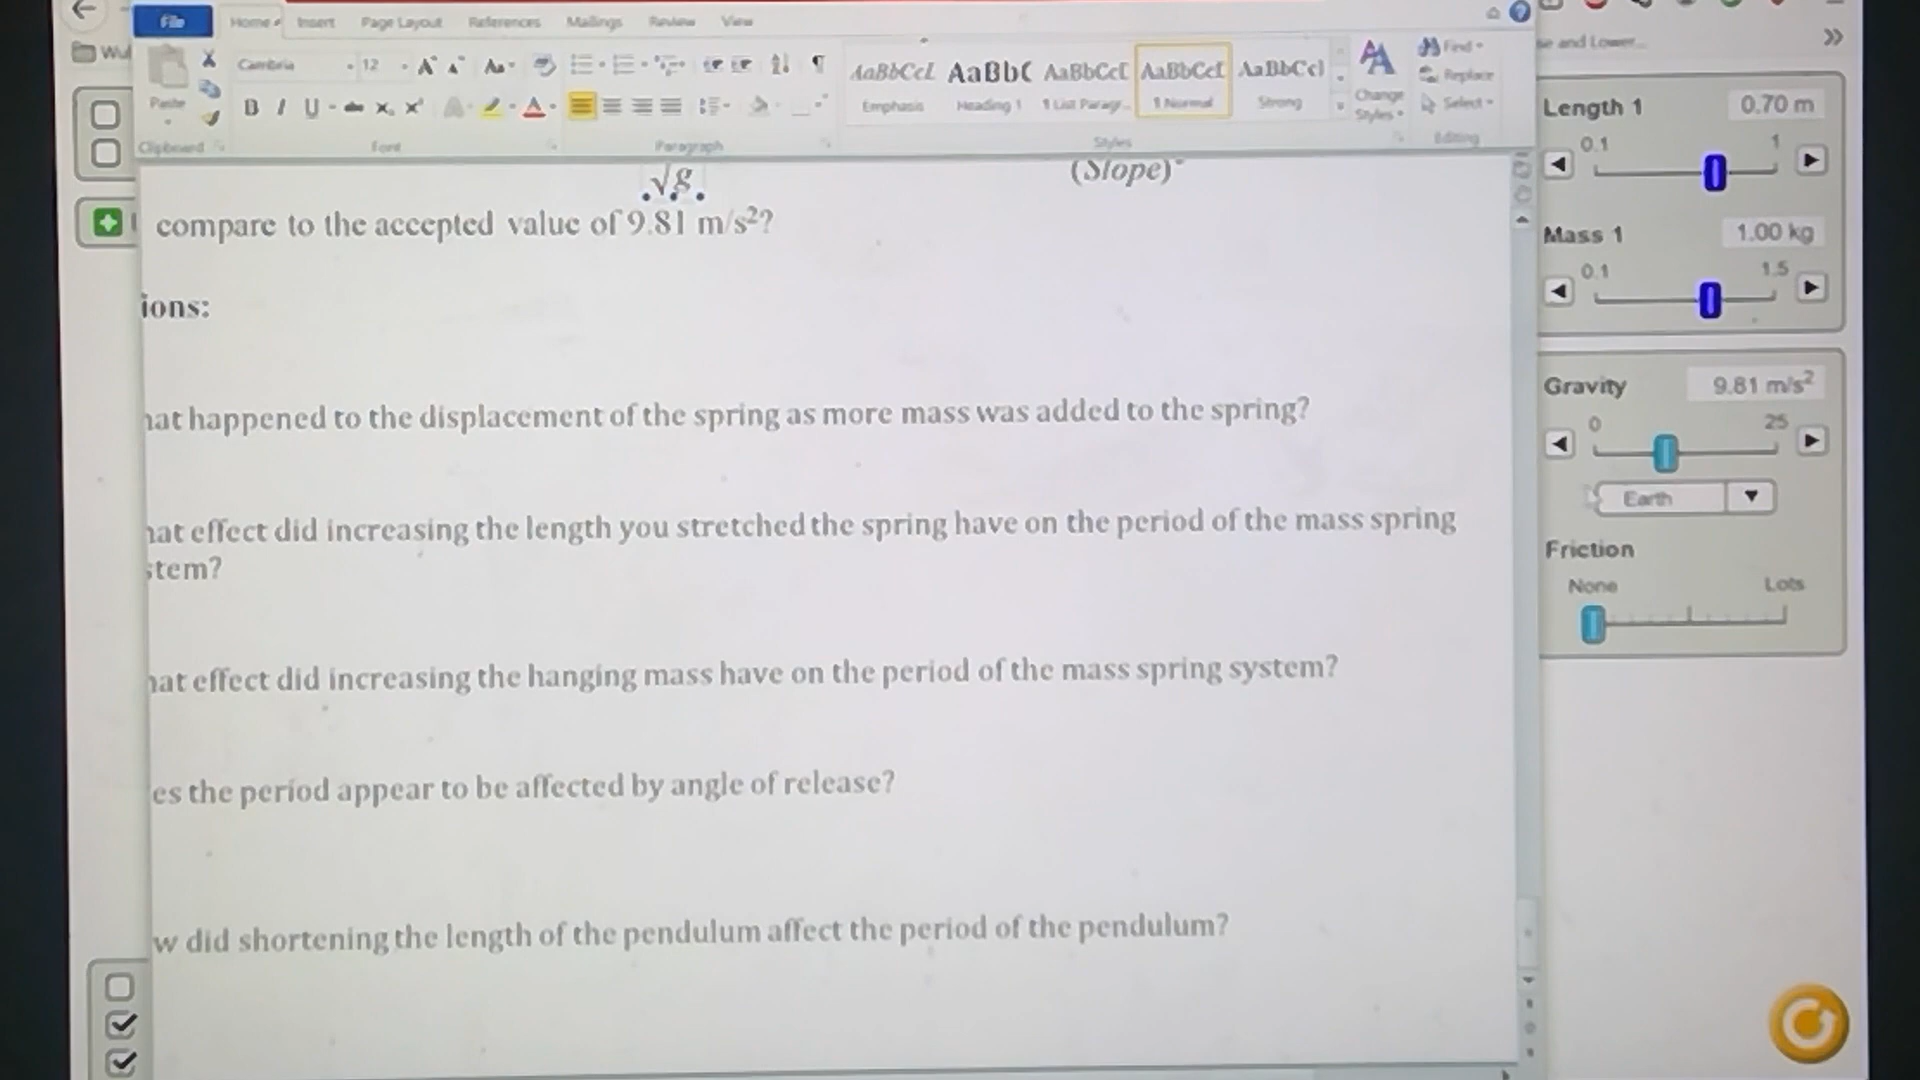 File Home Insert Page Layout References Mailings Review View
Cambria 12
Paste
B I U
AaBbCcL AaBb( AaBbCcD AaBbCcI AaBbCcl
Emphasis Heading 1 ¶ List Paragr... ¶ Normal Strong
Change
Styles
Find
Replace
Select
Clipboard Font Paragraph Styles Editing
√g
(Slope)
compare to the accepted value of 9.81 m/s²?
ions:
hat happened to the displacement of the spring as more mass was added to the spring?
hat effect did increasing the length you stretched the spring have on the period of the mass spring
stem?
hat effect did increasing the hanging mass have on the period of the mass spring system?
es the period appear to be affected by angle of release?
w did shortening the length of the pendulum affect the period of the pendulum?
se and Lower...
Length 1 0.70 m
0.1 1
Mass 1 1.00 kg
0.1 1.5
Gravity 9.81 m/s²
0 25
Earth
Friction
None Lots